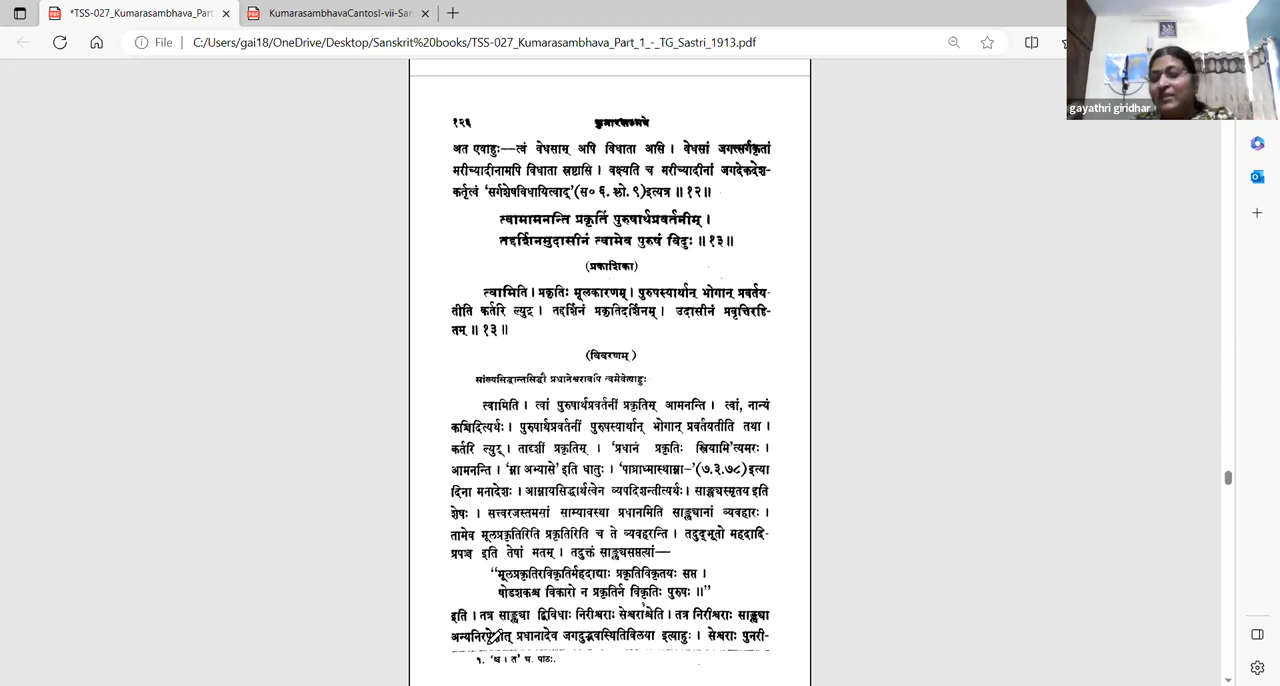 *TSS-027_Kumarasambhava_Part
KumarasambhavaCantosI-vii-San
File | C:/Users/gai18/OneDrive/Desktop/Sanskrit%20books/TSS-027_Kumarasambhava_Part_1_-_TG_Sastri_1913.pdf
gayathri giridhar
१२६ कुमारसम्भवे
अत एवाहुः—त्वं वेधसाम् अपि विधाता असि । वेधसां जगत्सर्गकृतां
मरीच्यादीनामपि विधाता स्रष्टासि । वक्ष्यति च मरीच्यादीनां जगदेकदेश-
कर्तृत्वं ‘सर्गशेषविधायित्वाद्’(स० ६. श्लो. ९)इत्यत्र ॥ १२॥
त्वामामनन्ति प्रकृतिं पुरुषार्थप्रवर्तनीम् ।
तद्दर्शिनमुदासीनं त्वामेव पुरुषं विदुः ॥ १३॥
(प्रकाशिका)
त्वामिति । प्रकृतिः मूलकारणम् । पुरुषस्यार्थान् भोगान् प्रवर्तय-
तीति कर्तरि ल्युट् । तद्दर्शिनं प्रकृतिदर्शिनम् । उदासीनं प्रवृत्तिरहि-
तम् ॥ १३ ॥
(विवरणम्)
सांख्यसिद्धान्तसिद्धौ प्रधानेश्वरावपि त्वमेवेत्याहुः
त्वामिति । त्वां पुरुषार्थप्रवर्तनीं प्रकृतिम् आमनन्ति । त्वां, नान्यं
कञ्चिदित्यर्थः । पुरुषार्थप्रवर्तनीं पुरुषस्यार्थान् भोगान् प्रवर्तयतीति तथा ।
कर्तरि ल्युट् । तादृशीं प्रकृतिम् । ‘प्रधानं प्रकृतिः स्त्रियामि’त्यमरः ।
आमनन्ति । ‘म्ना अभ्यासे’ इति धातुः । ‘पाघ्राध्मास्थाम्ना—’(७.३.७८)इत्या
दिना मनादेशः । आम्नायसिद्धार्थत्वेन व्यपदिशन्तीत्यर्थः । साङ्ख्यस्मृतय इति
शेषः । सत्त्वरजस्तमसां साम्यावस्था प्रधानमिति साङ्ख्यानां व्यवहारः ।
तामेव मूलप्रकृतिरिति प्रकृतिरिति च ते व्यवहरन्ति । तदुद्भूतो महदादि-
प्रपञ्च इति तेषां मतम् । तदुक्तं साङ्ख्यसप्तत्यां—
“मूलप्रकृतिरविकृतिर्महदाद्याः प्रकृतिविकृतयः सप्त ।
षोडशकश्च विकारो न प्रकृतिर्न विकृतिः पुरुषः ॥”
इति । तत्र साङ्ख्या द्विविधाः निरीश्वराः सेश्वराश्चेति । तत्र निरीश्वराः साङ्ख्या
प्रधानादेव जगदुद्भवस्थितिविलया इत्याहुः । सेश्वराः पुनरी-
१. घ. पाठः.